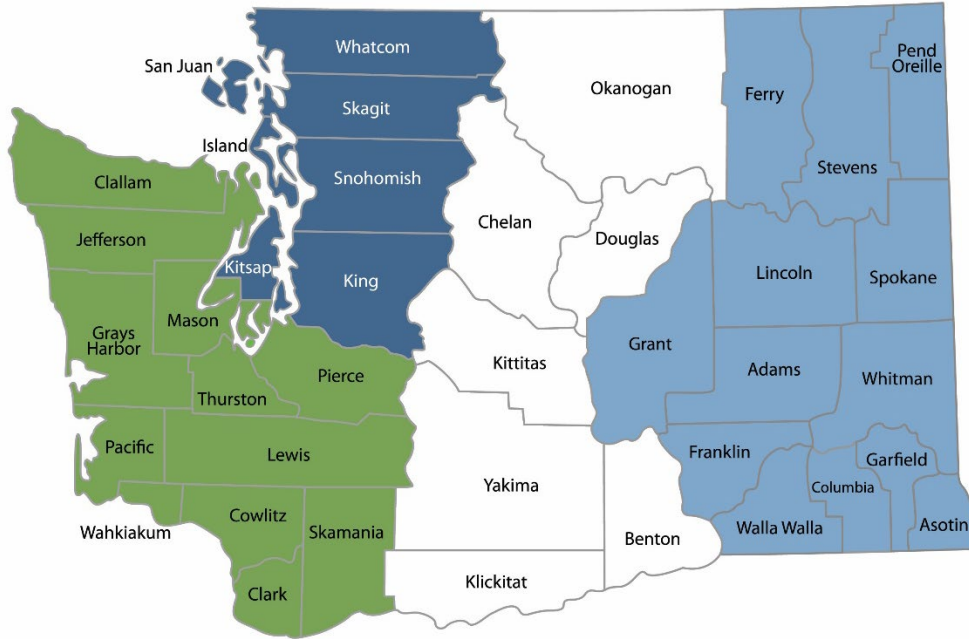 Whatcom
San Juan
Skagit
Island
Snohomish
King
Kitsap
Clallam
Jefferson
Mason
Grays
Harbor
Thurston
Pierce
Pacific
Lewis
Wahkiakum
Cowlitz
Skamania
Clark
Okanogan
Chelan
Douglas
Kittitas
Yakima
Benton
Klickitat
Ferry
Stevens
Pend
Oreille
Lincoln
Spokane
Grant
Adams
Whitman
Franklin
Walla Walla
Columbia
Garfield
Asotin